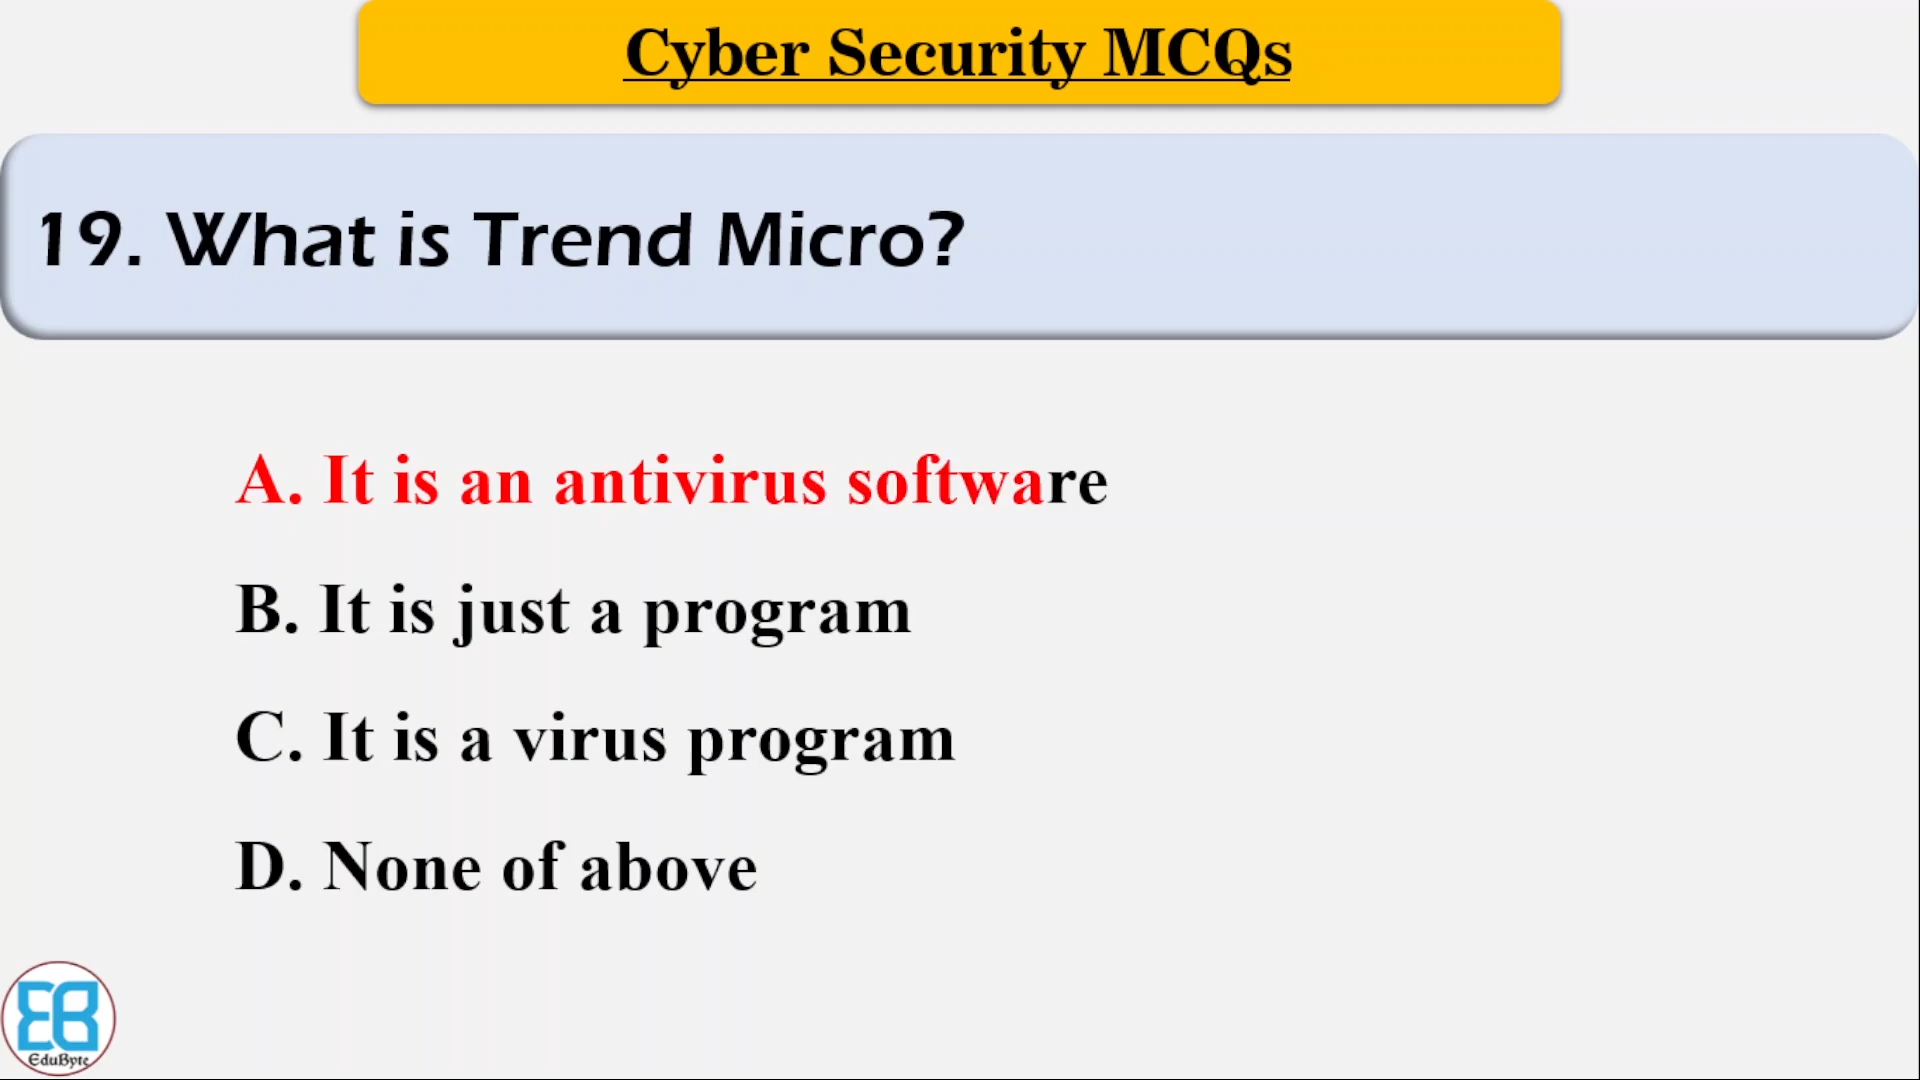 Cyber Security MCQs
19. What is Trend Micro?
A. It is an antivirus software
B. It is just a program
C. It is a virus program
D. None of above
EB
EduByte